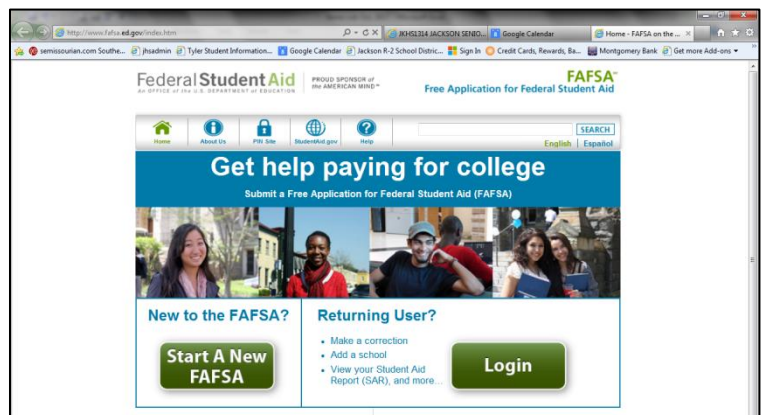 http://www.fafsa.ed.gov/index.htm
JKHS1314 JACKSON SENIO...
Google Calendar
Home - FAFSA on the ...
semissourian.com Southe...
jhsadmin
Tyler Student Information...
Google Calendar
Jackson R-2 School Distric...
Sign In
Credit Cards, Rewards, Ba...
Montgomery Bank
Get more Add-ons
Federal Student Aid
An OFFICE of the U.S. DEPARTMENT of EDUCATION
PROUD SPONSOR of
the AMERICAN MIND™
FAFSA℠
Free Application for Federal Student Aid
Home
About Us
PIN Site
StudentAid.gov
Help
SEARCH
English | Español
Get help paying for college
Submit a Free Application for Federal Student Aid (FAFSA)
New to the FAFSA?
Start A New
FAFSA
Returning User?
• Make a correction
• Add a school
• View your Student Aid
Report (SAR), and more...
Login